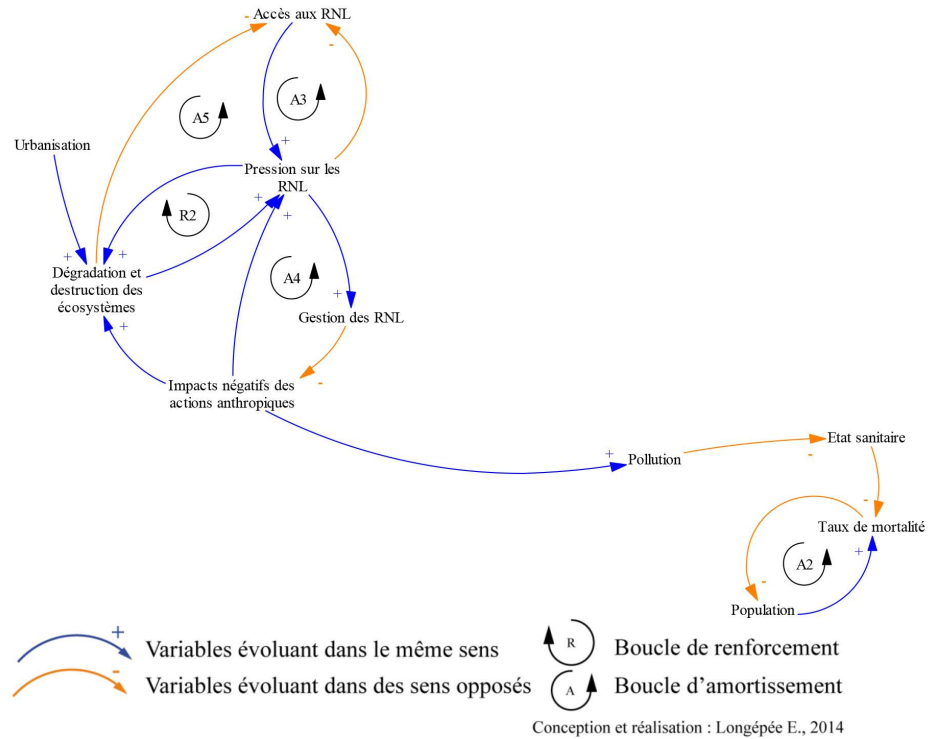 Accès aux RNL
-
-
A3
A5
Urbanisation
+
Pression sur les
RNL
+
+
R2
+
+
A4
Dégradation et
destruction des
écosystèmes
+
Gestion des RNL
+
-
Impacts négatifs des
actions anthropiques
Etat sanitaire
+
-
Pollution
-
Taux de mortalité
+
A2
-
Population
+
Variables évoluant dans le même sens
R
Boucle de renforcement
-
Variables évoluant dans des sens opposés
A
Boucle d'amortissement
Conception et réalisation : Longépée E., 2014